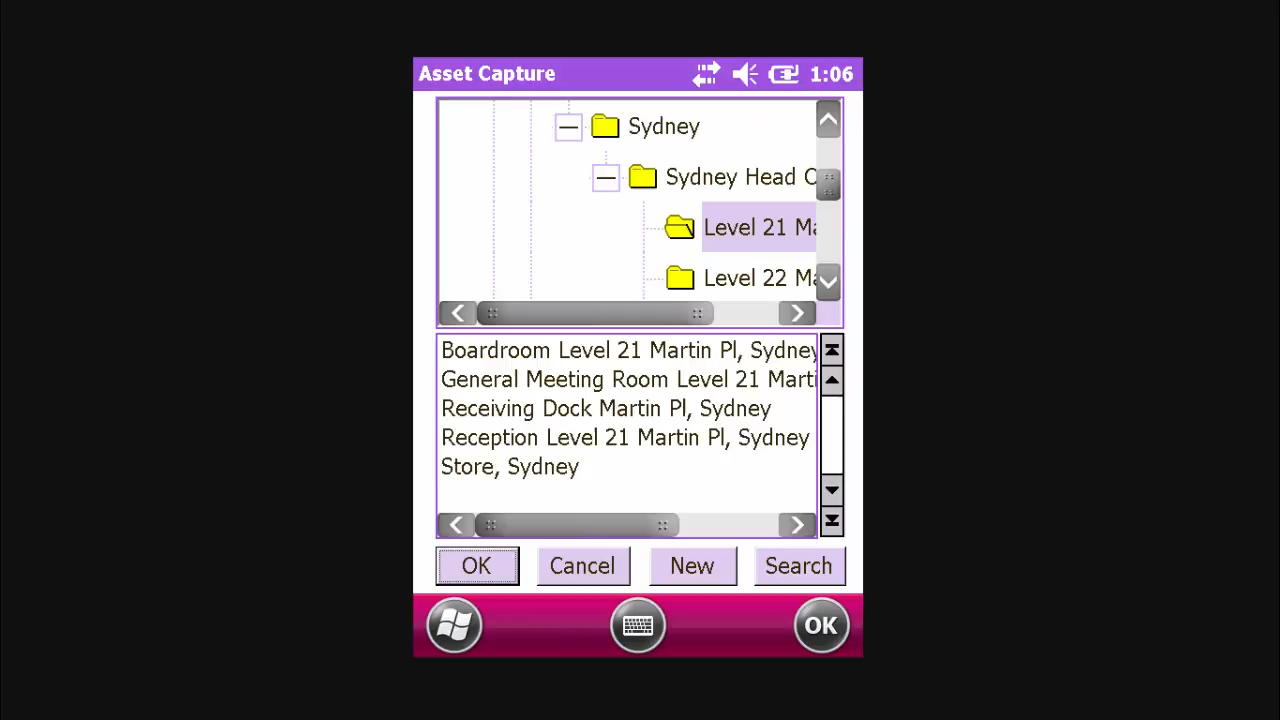 Asset Capture 1:06
Sydney
Sydney Head
Level 21
Level 22
Boardroom Level 21 Martin Pl, Sydney
General Meeting Room Level 21
Receiving Dock Martin Pl, Sydney
Reception Level 21 Martin Pl, Sydney
Store, Sydney
OK Cancel New Search
OK